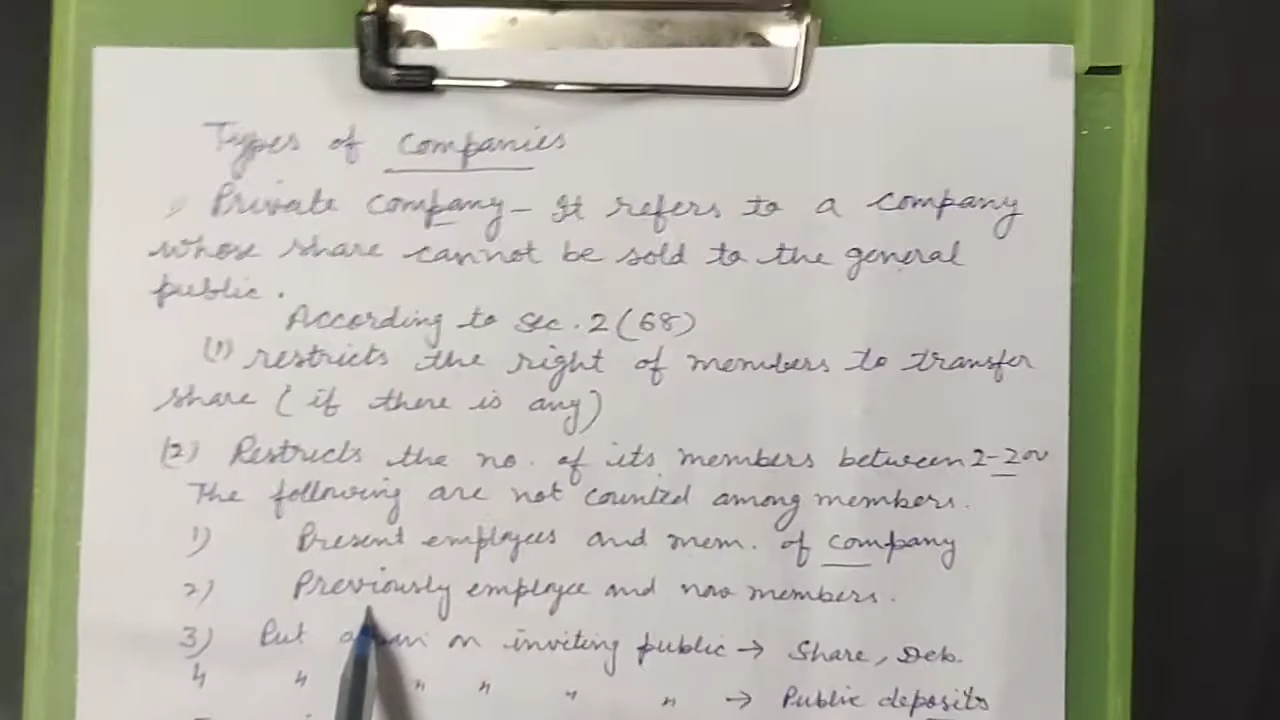 Types of Companies
Private company - It refers to a company
whose share cannot be sold to the general
public.
According to sec. 2 (68)
(1) restricts the right of members to transfer
share ( if there is any)
(2) Restricts the no. of its members between 2-200
The following are not counted among members.
1) Present employees and mem. of company
2) Previously employee and now members.
3) Put a ban on inviting public → Share, Deb.
4 " " " " " → Public deposits